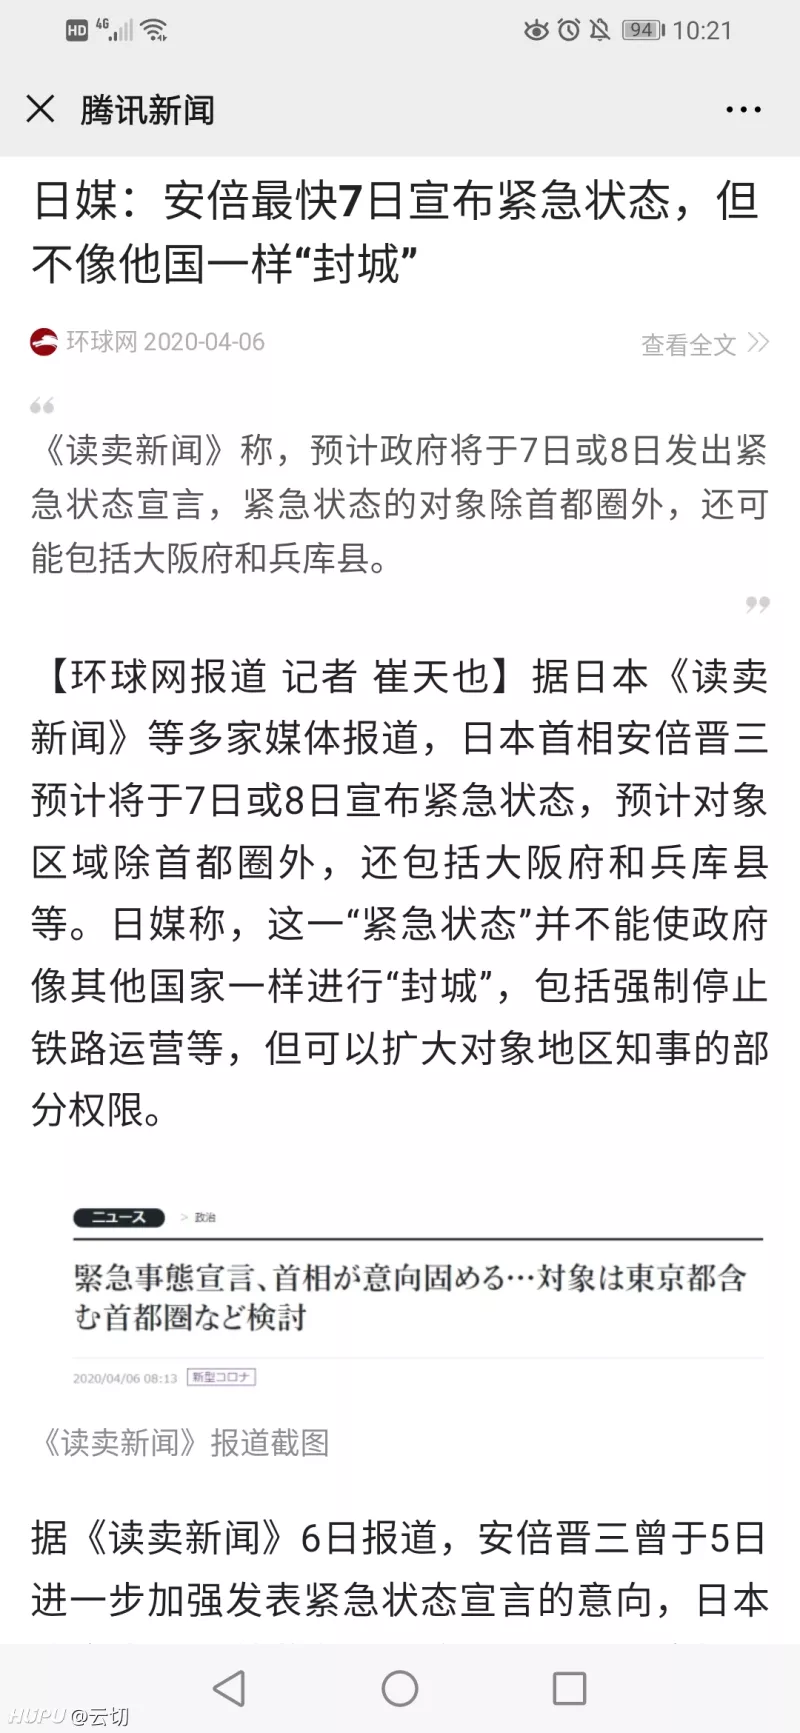 HD 4G 94 10:21
腾讯新闻
日媒：安倍最快7日宣布紧急状态，但
不像他国一样“封城”
环球网 2020-04-06 查看全文
《读卖新闻》称，预计政府将于7日或8日发出紧
急状态宣言，紧急状态的对象除首都圈外，还可
能包括大阪府和兵库县。
【环球网报道 记者 崔天也】据日本《读卖
新闻》等多家媒体报道，日本首相安倍晋三
预计将于7日或8日宣布紧急状态，预计对象
区域除首都圈外，还包括大阪府和兵库县
等。日媒称，这一“紧急状态”并不能使政府
像其他国家一样进行“封城”，包括强制停止
铁路运营等，但可以扩大对象地区知事的部
分权限。
ニュース > 政治
緊急事態宣言、首相が意向固める…対象は東京都含
む首都圏など検討
2020/04/06 08:13 新型コロナ
《读卖新闻》报道截图
据《读卖新闻》6日报道，安倍晋三曾于5日
进一步加强发表紧急状态宣言的意向，日本
HUPU @云切